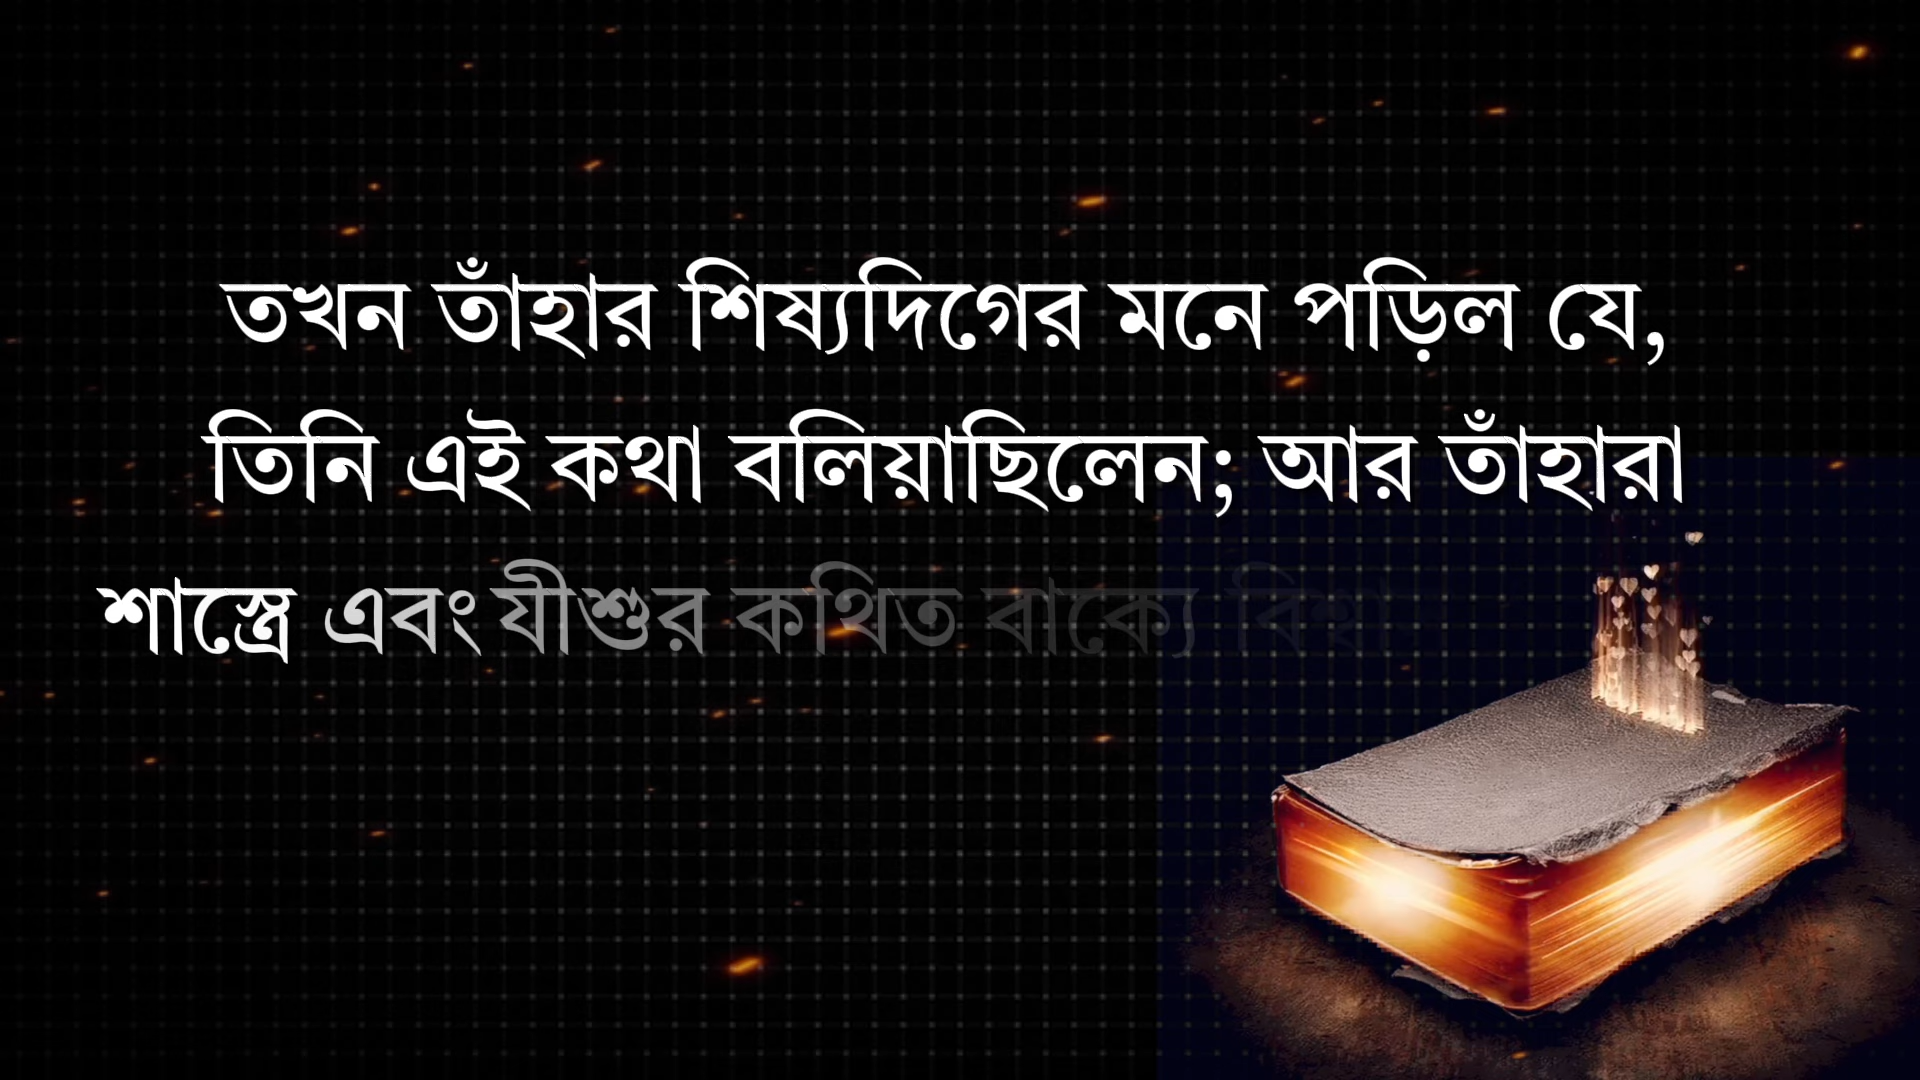 তখন তাঁহার শিষ্যদিগের মনে পড়িল যে,
তিনি এই কথা বলিয়াছিলেন; আর তাঁহারা
শাস্ত্রে এবং যীশুর কথিত বাক্যে